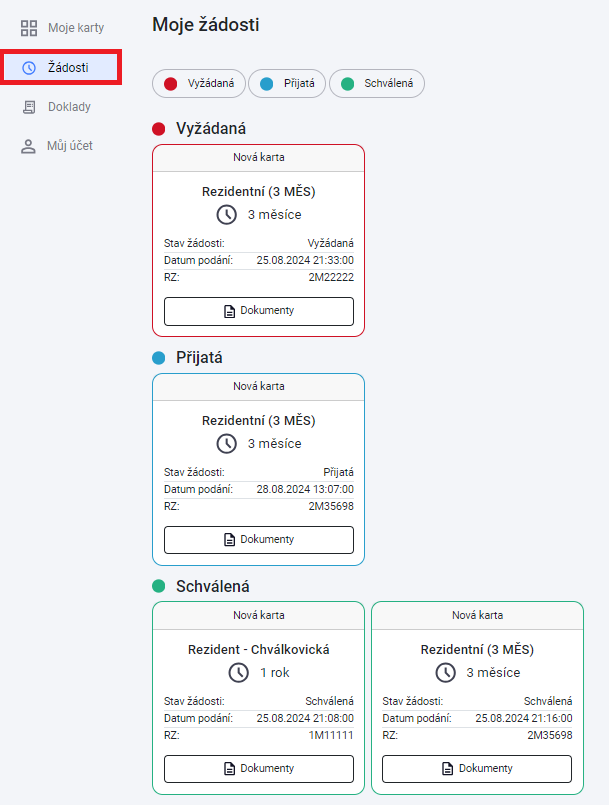 Moje karty
Žádosti
Doklady
Můj účet
Moje žádosti
Vyžádaná Přijatá Schválená
Vyžádaná
Nová karta
Rezidentní (3 MĚS)
3 měsíce
Stav žádosti: Vyžádaná
Datum podání: 25.08.2024 21:33:00
RZ: 2M22222
Dokumenty
Přijatá
Nová karta
Rezidentní (3 MĚS)
3 měsíce
Stav žádosti: Přijatá
Datum podání: 28.08.2024 13:07:00
RZ: 2M35698
Dokumenty
Schválená
Nová karta
Rezident - Chválkovická
1 rok
Stav žádosti: Schválená
Datum podání: 25.08.2024 21:08:00
RZ: 1M11111
Dokumenty
Nová karta
Rezidentní (3 MĚS)
3 měsíce
Stav žádosti: Schválená
Datum podání: 25.08.2024 21:16:00
RZ: 2M35698
Dokumenty